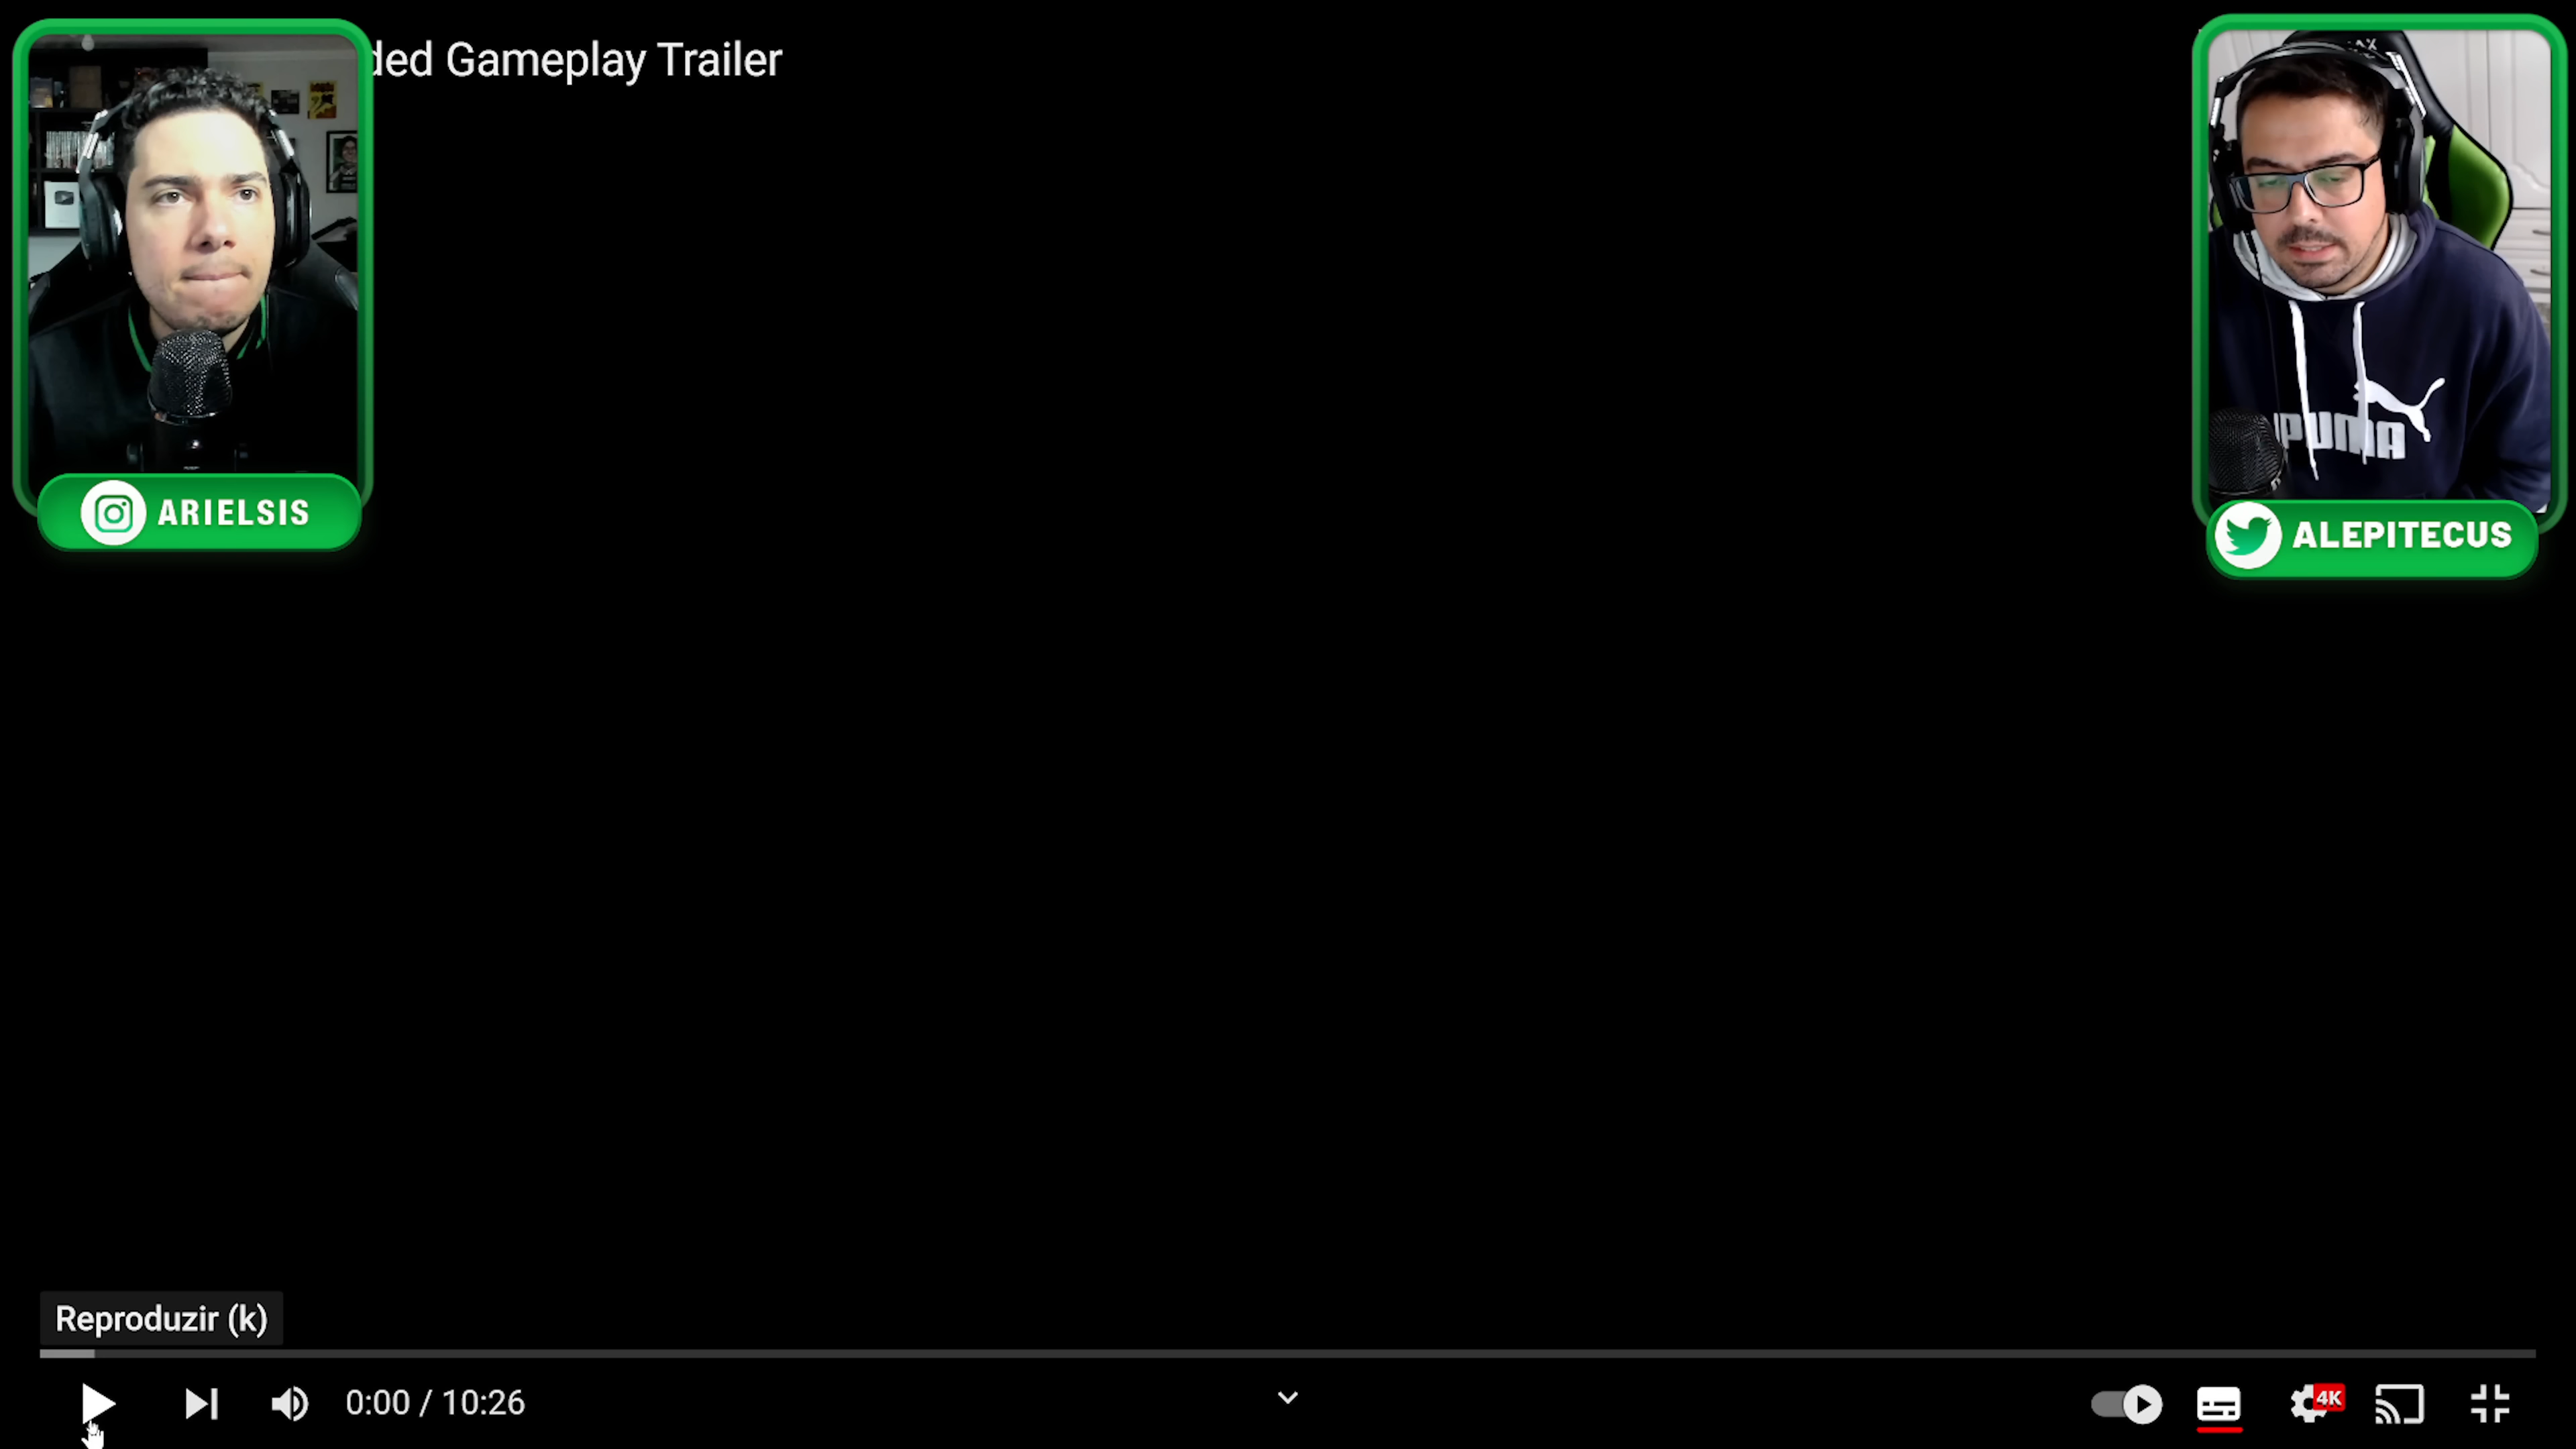 ded Gameplay Trailer
ARIELSIS
PUMA
ALEPITECUS
Reproduzir (k)
0:00 / 10:26
4K